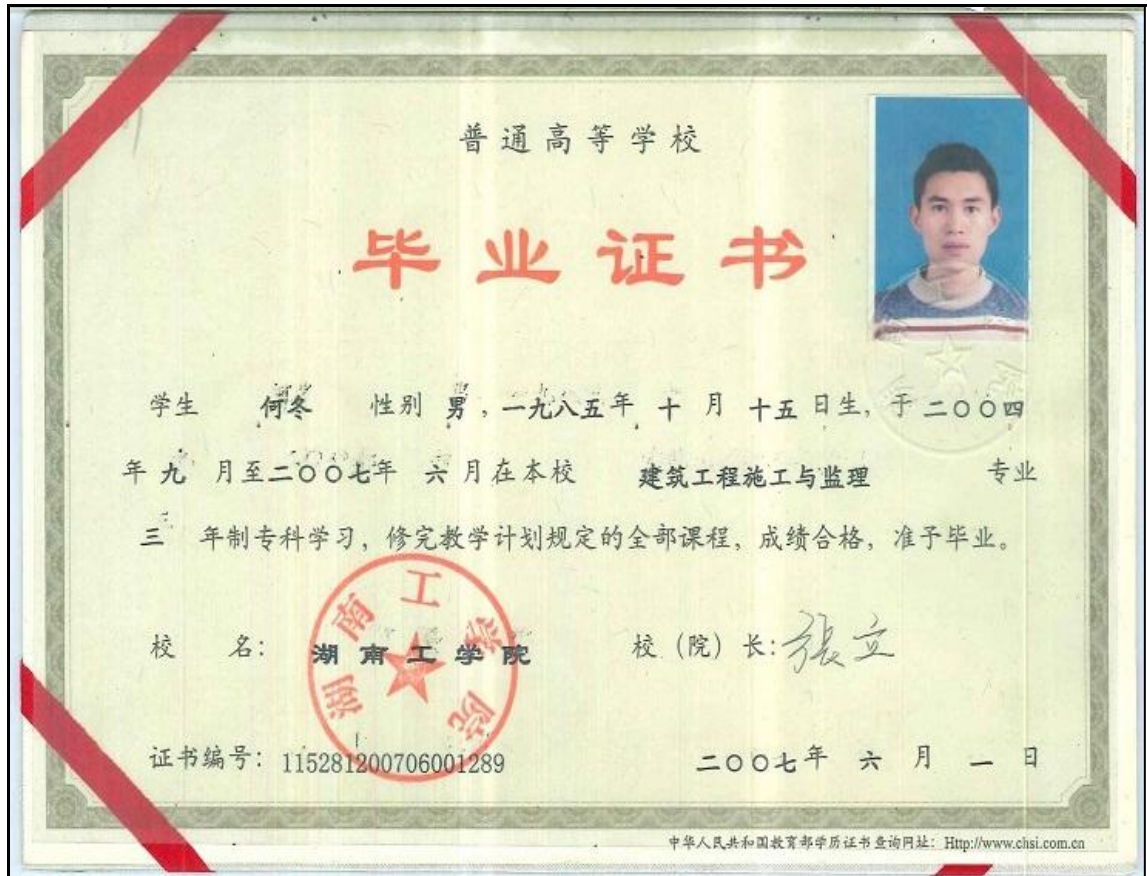 普通高等学校
毕业证书
学生 何冬 性别 男，一九八五年 十 月 十五 日生，于二〇〇四
年 九 月至二〇〇七年 六 月在本校 建筑工程施工与监理 专业
三 年制专科学习，修完教学计划规定的全部课程，成绩合格，准予毕业。
校 名： 湖南工学院 校（院）长：张立
湖南工学院
证书编号：115281200706001289 二〇〇七年 六 月 一 日
中华人民共和国教育部学历证书查询网址：Http://www.chsi.com.cn